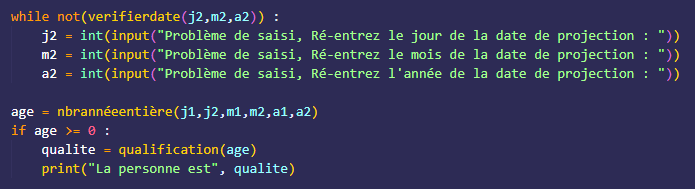 while not(verifierdate(j2,m2,a2)) :
    j2 = int(input("Problème de saisi, Ré-entrez le jour de la date de projection : "))
    m2 = int(input("Problème de saisi, Ré-entrez le mois de la date de projection : "))
    a2 = int(input("Problème de saisi, Ré-entrez l'année de la date de projection : "))
age = nbrannéeentière(j1,j2,m1,m2,a1,a2)
if age >= 0 :
    qualite = qualification(age)
    print("La personne est", qualite)